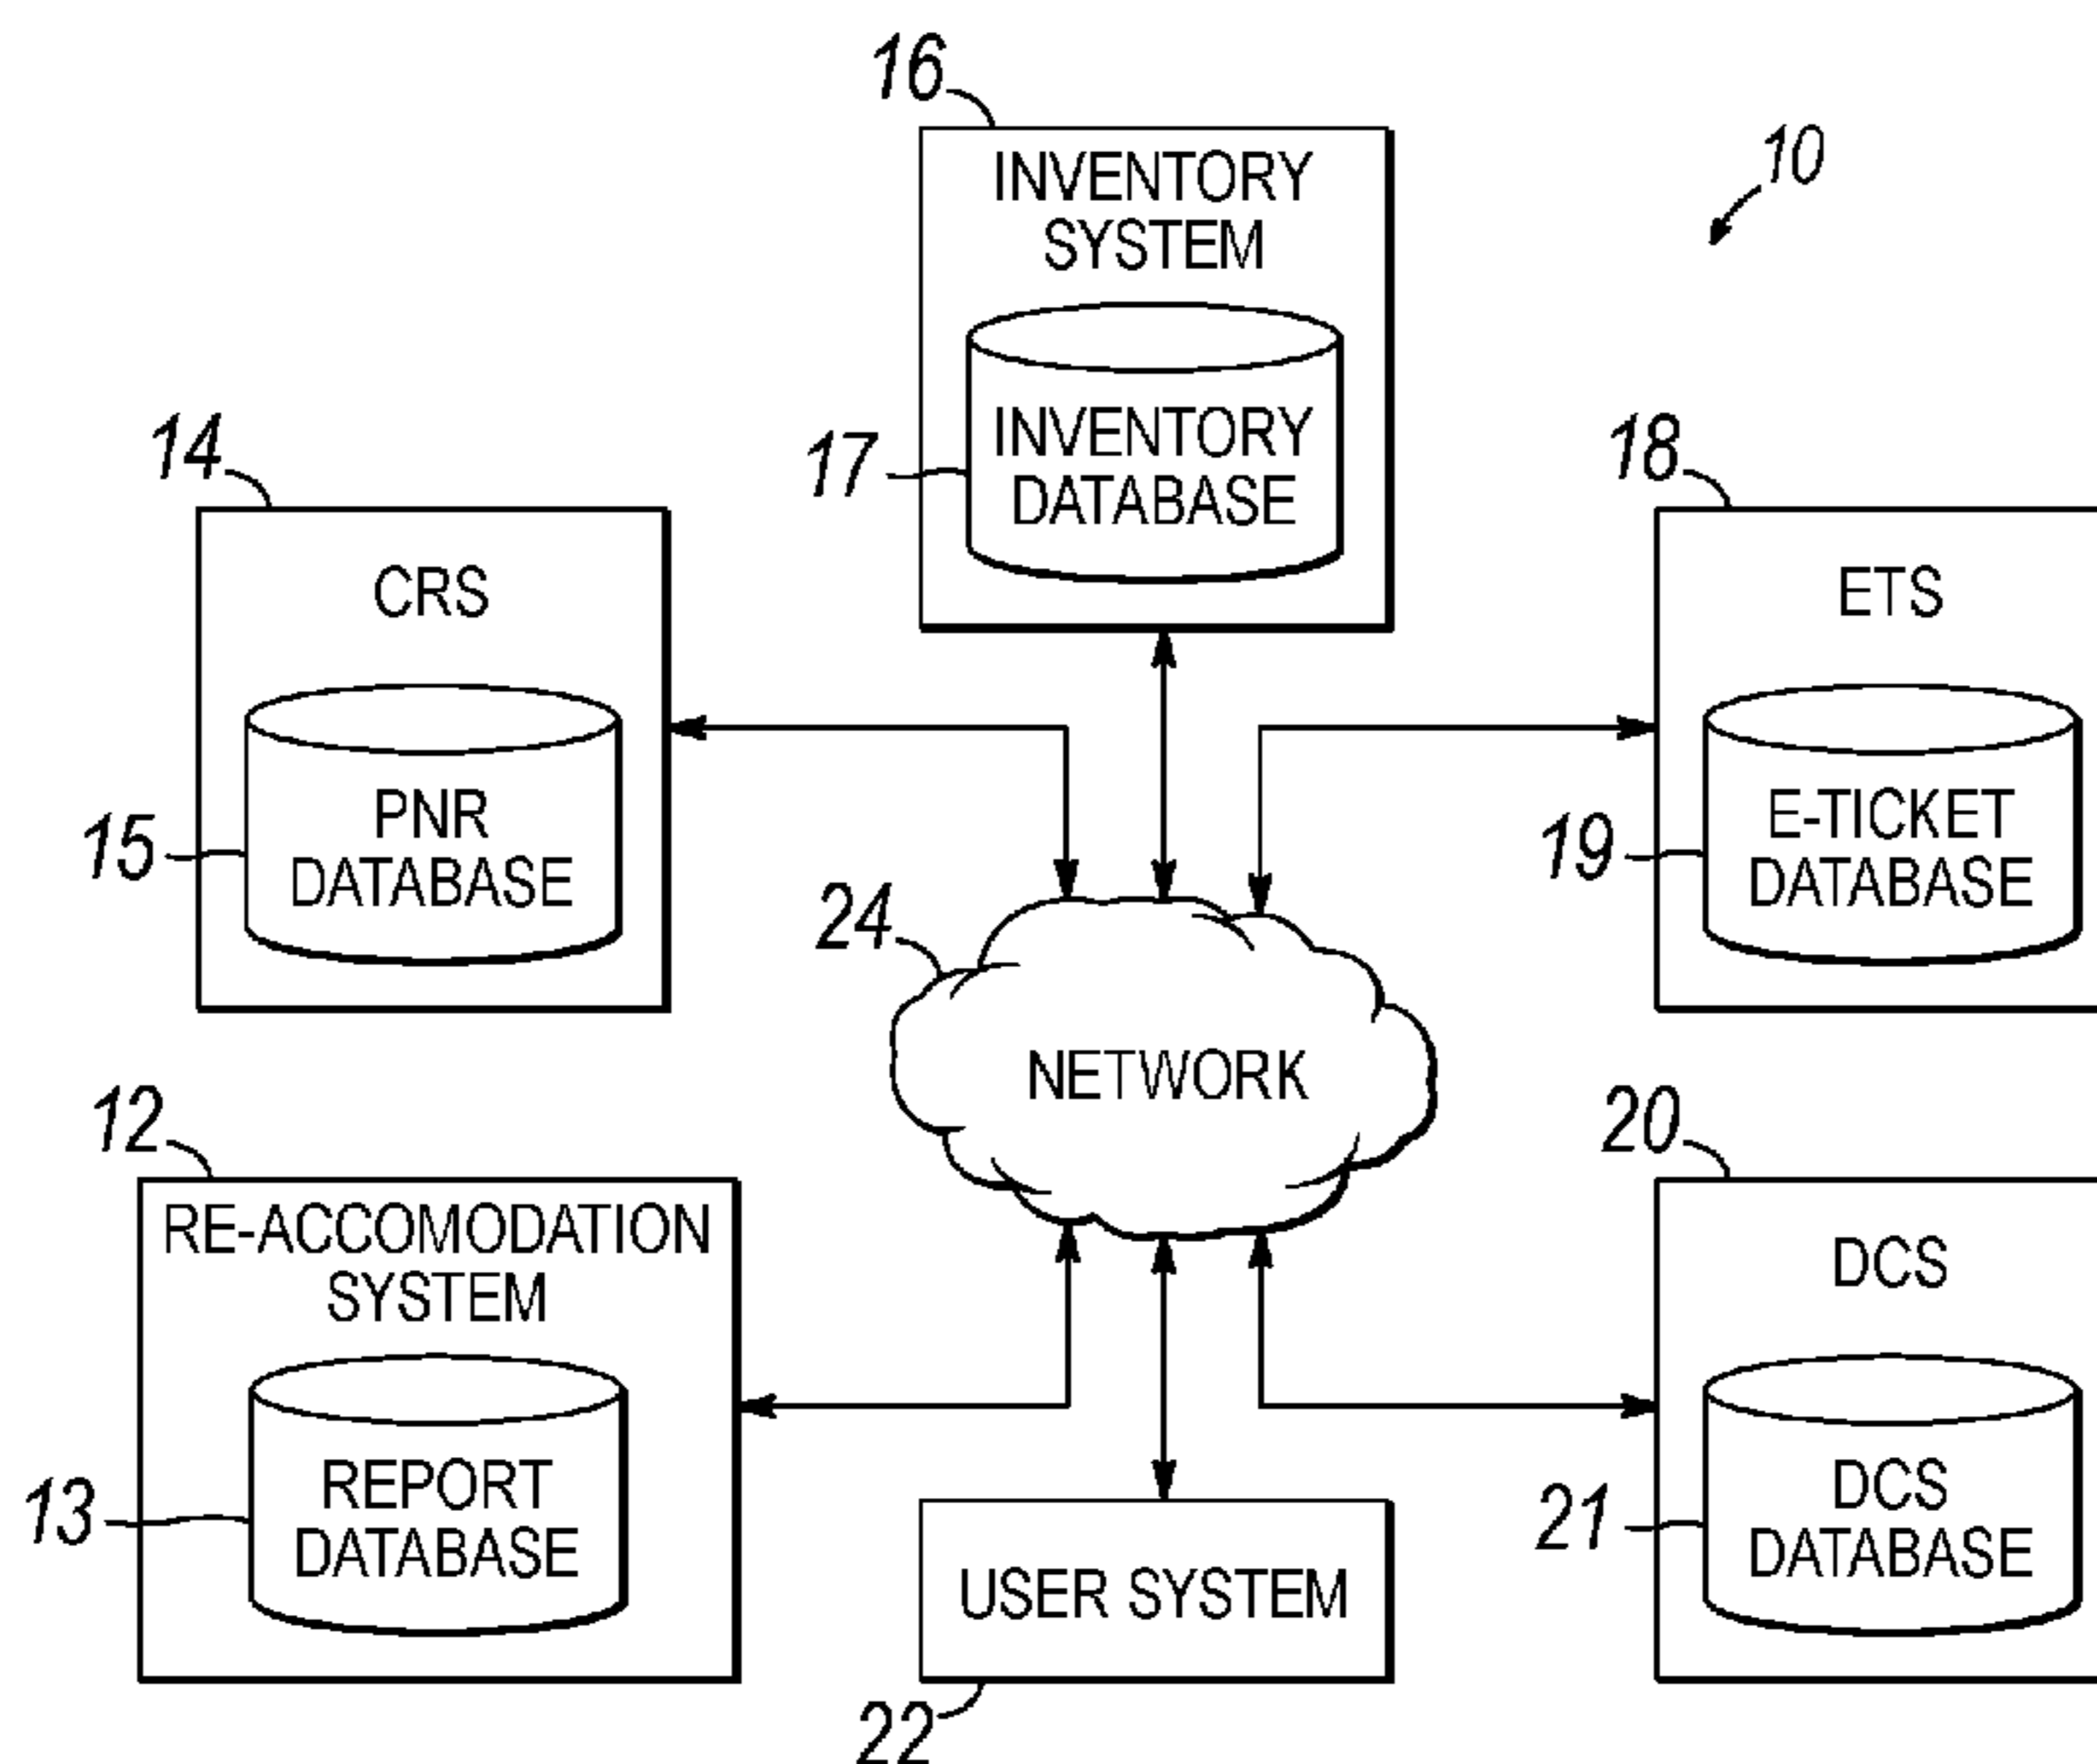 16
10
INVENTORY
SYSTEM
17
INVENTORY
DATABASE
14
CRS
15
PNR
DATABASE
18
ETS
19
E-TICKET
DATABASE
24
NETWORK
12
RE-ACCOMODATION
SYSTEM
13
REPORT
DATABASE
20
DCS
21
DCS
DATABASE
USER SYSTEM
22